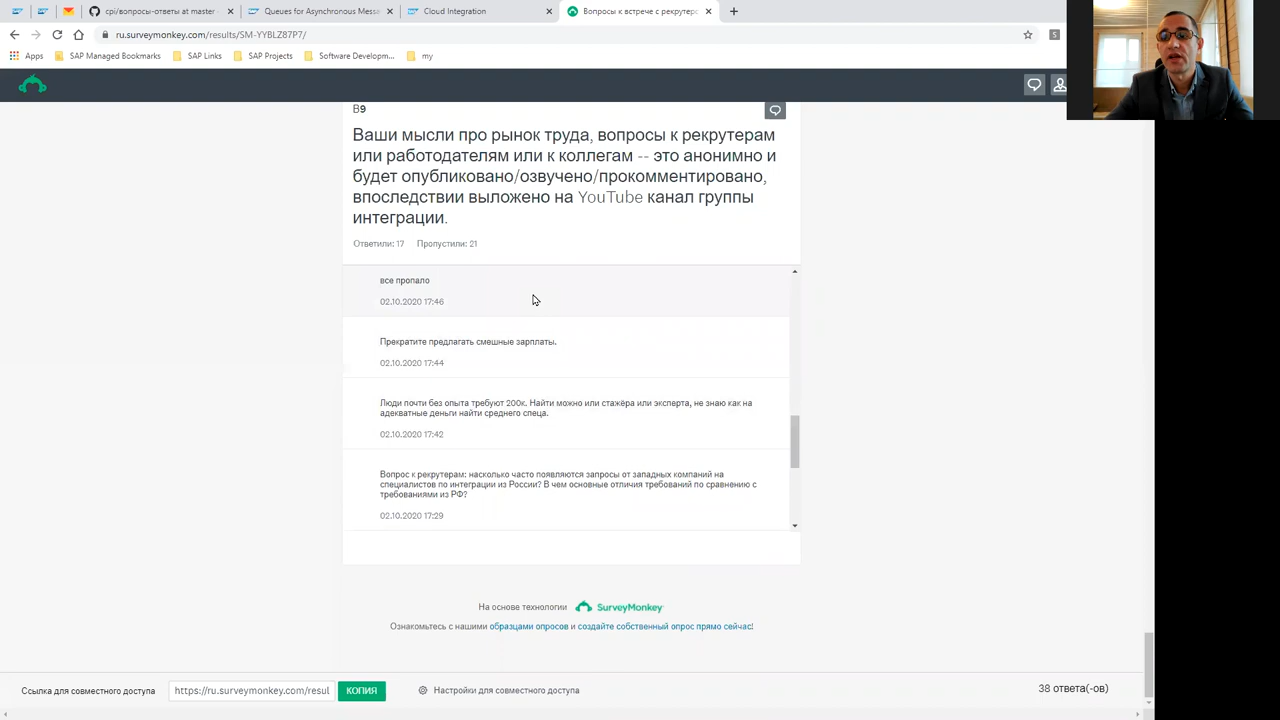 cpi/вопросы-ответы at master ·
Queues for Asynchronous Messa
Cloud Integration
Вопросы к встрече с рекрутеро
ru.surveymonkey.com/results/SM-YYBLZ87P7/
S
Apps
SAP Managed Bookmarks
SAP Links
SAP Projects
Software Developm...
my
В9
Ваши мысли про рынок труда, вопросы к рекрутерам
или работодателям или к коллегам -- это анонимно и
будет опубликовано/озвучено/прокомментировано,
впоследствии выложено на YouTube канал группы
интеграции.
Ответили: 17 Пропустили: 21
все пропало
02.10.2020 17:46
Прекратите предлагать смешные зарплаты.
02.10.2020 17:44
Люди почти без опыта требуют 200к. Найти можно или стажёра или эксперта, не знаю как на
адекватные деньги найти среднего спеца.
02.10.2020 17:42
Вопрос к рекрутерам: насколько часто появляются запросы от западных компаний на
специалистов по интеграции из России? В чем основные отличия требований по сравнению с
требованиями из РФ?
02.10.2020 17:29
На основе технологии SurveyMonkey
Ознакомьтесь с нашими образцами опросов и создайте собственный опрос прямо сейчас!
Ссылка для совместного доступа
https://ru.surveymonkey.com/resul
КОПИЯ
Настройки для совместного доступа
38 ответа(-ов)